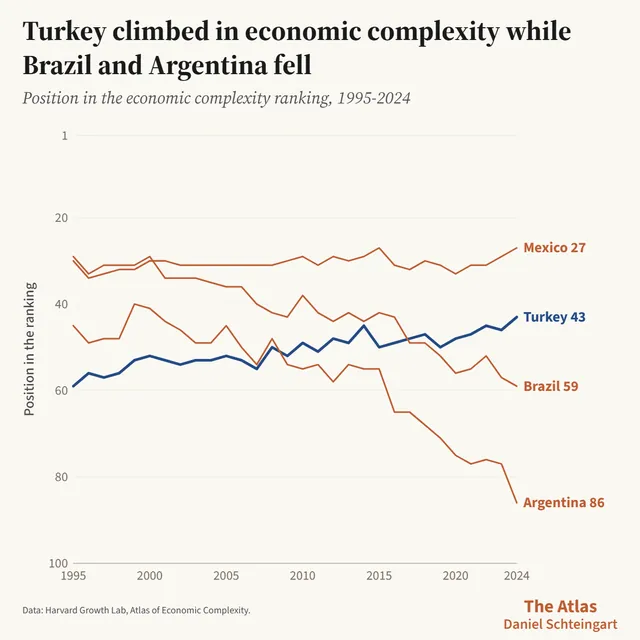 Turkey climbed in economic complexity while
Brazil and Argentina fell
Position in the economic complexity ranking, 1995-2024
1
20
Mexico 27
40
Turkey 43
Position in the ranking
60
Brazil 59
80
Argentina 86
100
1995 2000 2005 2010 2015 2020 2024
Data: Harvard Growth Lab, Atlas of Economic Complexity.
The Atlas
Daniel Schteingart